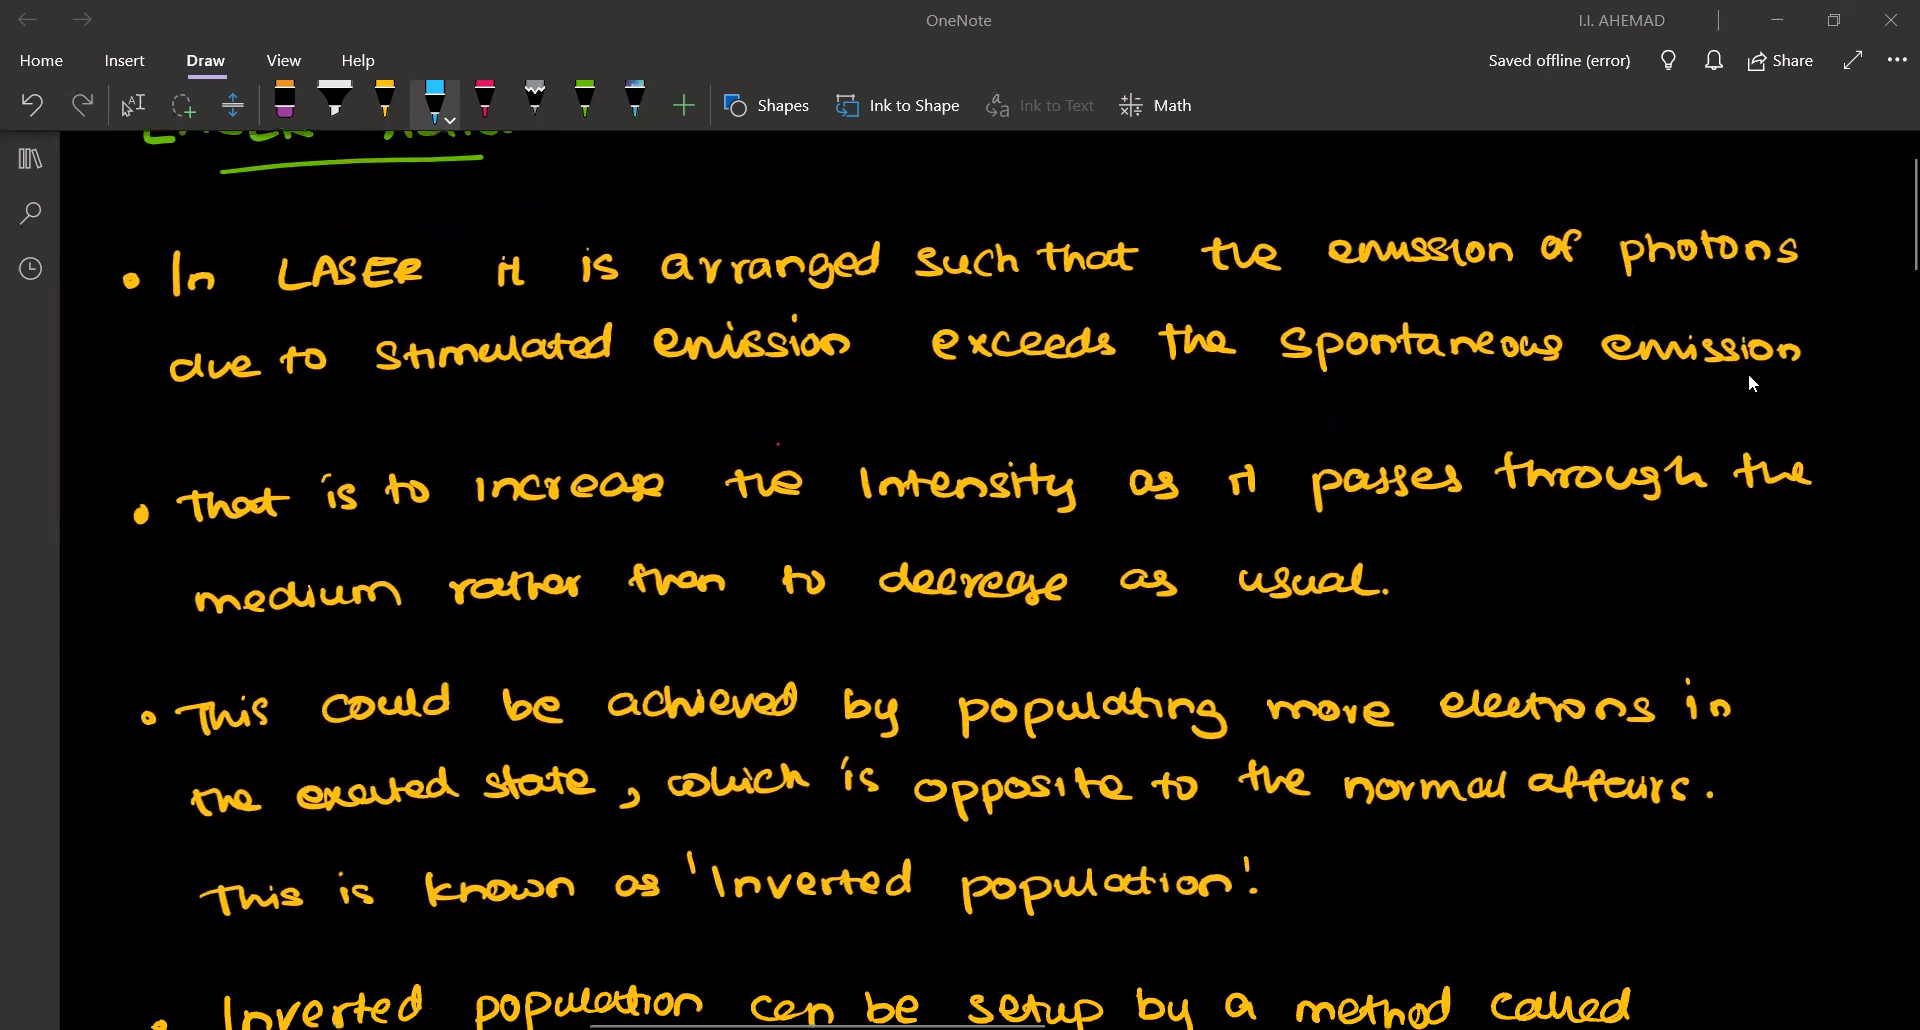 OneNote
I.I. AHEMAD
Home Insert Draw View Help
Saved offline (error) Share
Shapes Ink to Shape Ink to Text Math
LASER
• In LASER it is arranged such that the emission of photons
due to stimulated emission exceeds the spontaneous emission
• That is to increase the Intensity as it passes through the
medium rather than to decrease as usual.
• This could be achieved by populating more electrons in
the excited state, which is opposite to the normal affairs.
This is known as 'Inverted population'.
• Inverted population can be setup by a method called